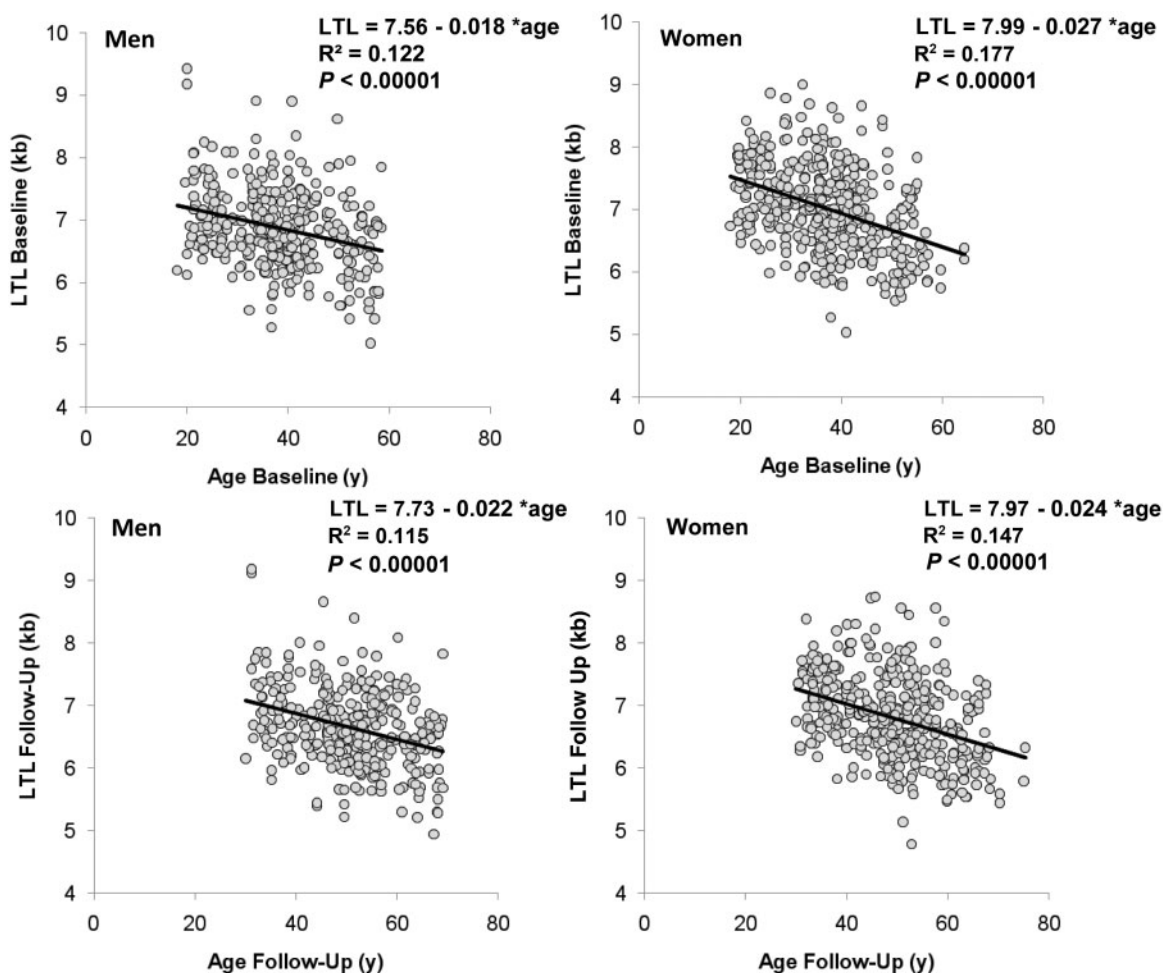 Men
LTL = 7.56 - 0.018 *age
R² = 0.122
P < 0.00001
LTL Baseline (kb)
10
9
8
7
6
5
4
0 20 40 60 80
Age Baseline (y)
Women
LTL = 7.99 - 0.027 *age
R² = 0.177
P < 0.00001
LTL Baseline (kb)
10
9
8
7
6
5
4
0 20 40 60 80
Age Baseline (y)
Men
LTL = 7.73 - 0.022 *age
R² = 0.115
P < 0.00001
LTL Follow-Up (kb)
10
9
8
7
6
5
4
0 20 40 60 80
Age Follow-Up (y)
Women
LTL = 7.97 - 0.024 *age
R² = 0.147
P < 0.00001
LTL Follow Up (kb)
10
9
8
7
6
5
4
0 20 40 60 80
Age Follow-Up (y)